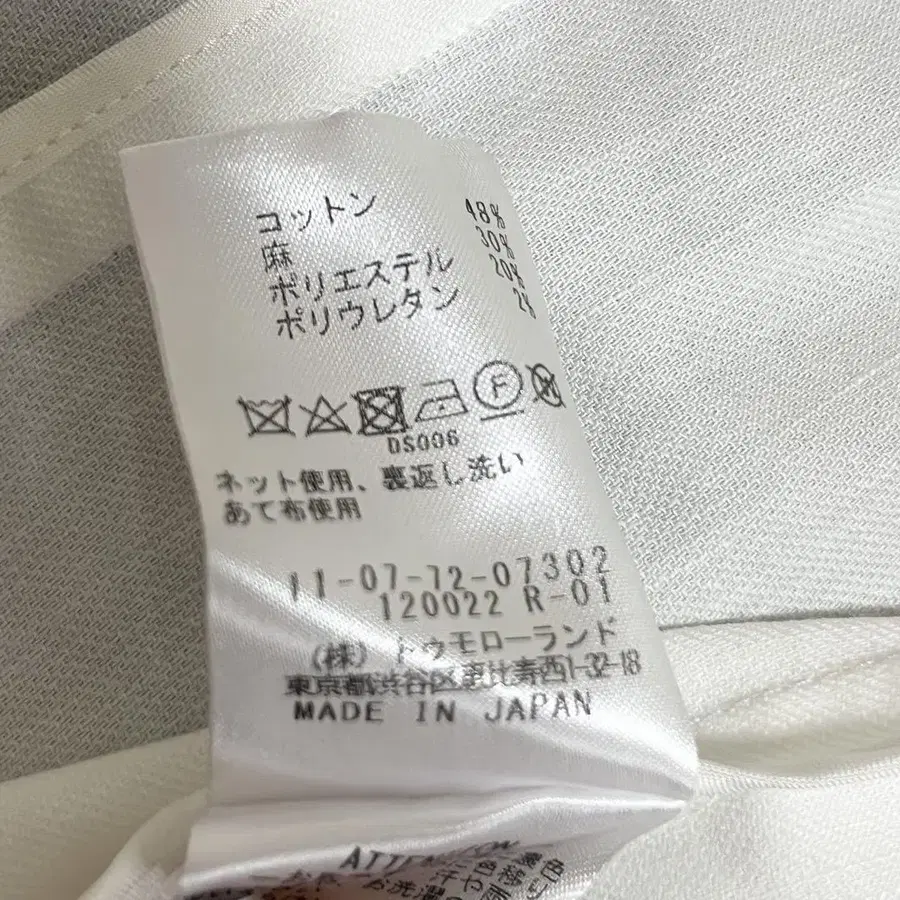 コットン 48%
麻 30%
ポリエステル 20%
ポリウレタン 2%
F
DS006
ネット使用、裏返し洗い
あて布使用
11-07-72-07302
120022 R-01
(株) トゥモローランド
東京都渋谷区恵比寿西1-32-18
MADE IN JAPAN
ATTENTION